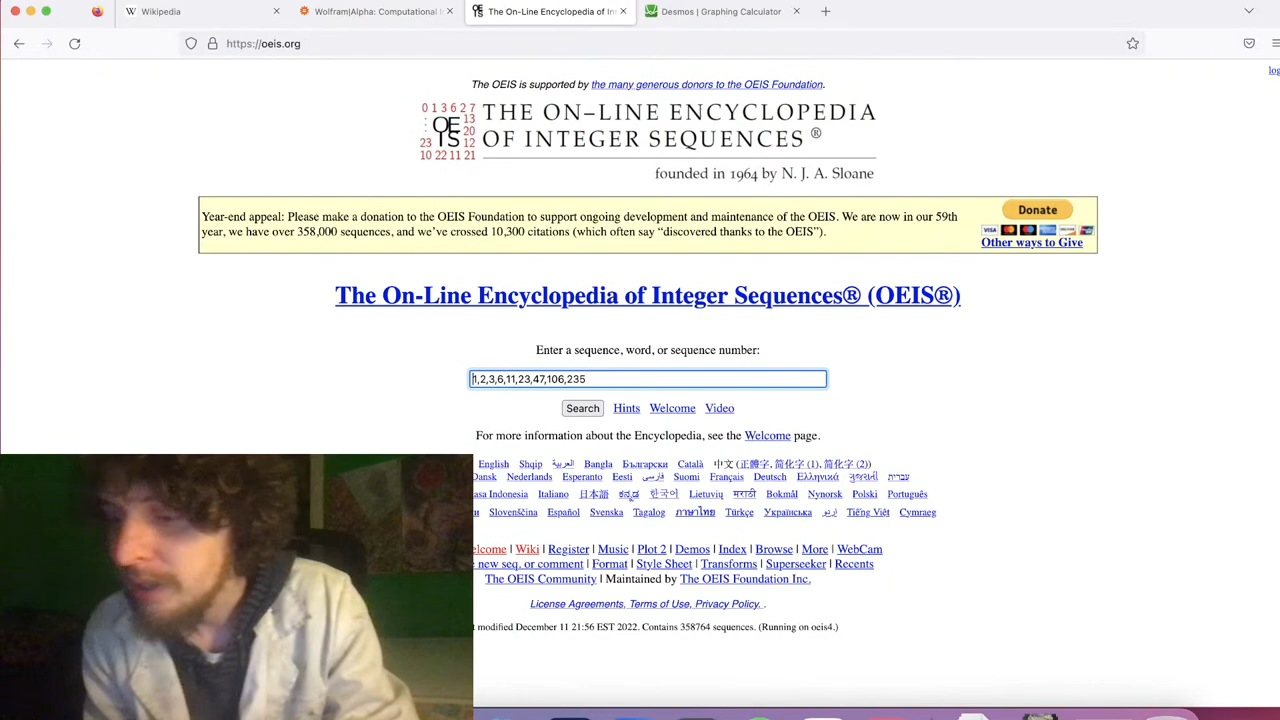 Wikipedia
Wolfram|Alpha: Computational I
The On-Line Encyclopedia of In
Desmos | Graphing Calculator
https://oeis.org
log
The OEIS is supported by the many generous donors to the OEIS Foundation.
0 1 3 6 2 7
13
20
23 12
10 22 11 21
OE
IS
THE ON-LINE ENCYCLOPEDIA
OF INTEGER SEQUENCES ®
founded in 1964 by N. J. A. Sloane
Year-end appeal: Please make a donation to the OEIS Foundation to support ongoing development and maintenance of the OEIS. We are now in our 59th
year, we have over 358,000 sequences, and we've crossed 10,300 citations (which often say “discovered thanks to the OEIS”).
Donate
VISA
Other ways to Give
The On-Line Encyclopedia of Integer Sequences® (OEIS®)
Enter a sequence, word, or sequence number:
1,2,3,6,11,23,47,106,235
Search Hints Welcome Video
For more information about the Encyclopedia, see the Welcome page.
English Shqip العربية Bangla Български Català 中文 (正體字, 简化字 (1), 简化字 (2))
Dansk Nederlands Esperanto Eesti فارسی Suomi Français Deutsch Ελληνικά ગુજરાતી עברית
asa Indonesia Italiano 日本語 ಕನ್ನಡ 한국어 Lietuvių मराठी Bokmål Nynorsk Polski Português
Slovenščina Español Svenska Tagalog ภาษาไทย Türkçe Українська اردو Tiếng Việt Cymraeg
elcome | Wiki | Register | Music | Plot 2 | Demos | Index | Browse | More | WebCam
new seq. or comment | Format | Style Sheet | Transforms | Superseeker | Recents
The OEIS Community | Maintained by The OEIS Foundation Inc.
License Agreements, Terms of Use, Privacy Policy. .
t modified December 11 21:56 EST 2022. Contains 358764 sequences. (Running on oeis4.)